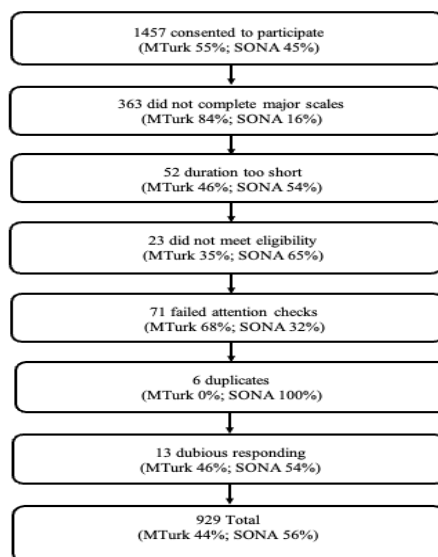 1457 consented to participate
(MTurk 55%; SONA 45%)
363 did not complete major scales
(MTurk 84%; SONA 16%)
52 duration too short
(MTurk 46%; SONA 54%)
23 did not meet eligibility
(MTurk 35%; SONA 65%)
71 failed attention checks
(MTurk 68%; SONA 32%)
6 duplicates
(MTurk 0%; SONA 100%)
13 dubious responding
(MTurk 46%; SONA 54%)
929 Total
(MTurk 44%; SONA 56%)